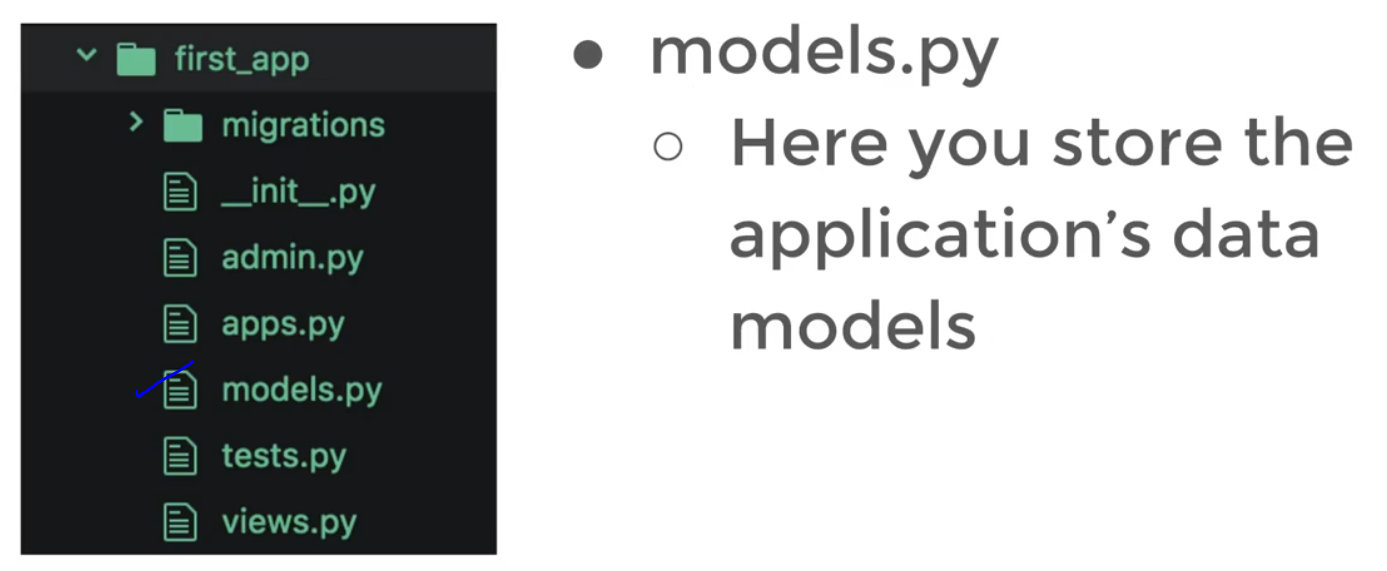 first_app
migrations
__init__.py
admin.py
apps.py
models.py
tests.py
views.py
● models.py
○ Here you store the
application’s data
models